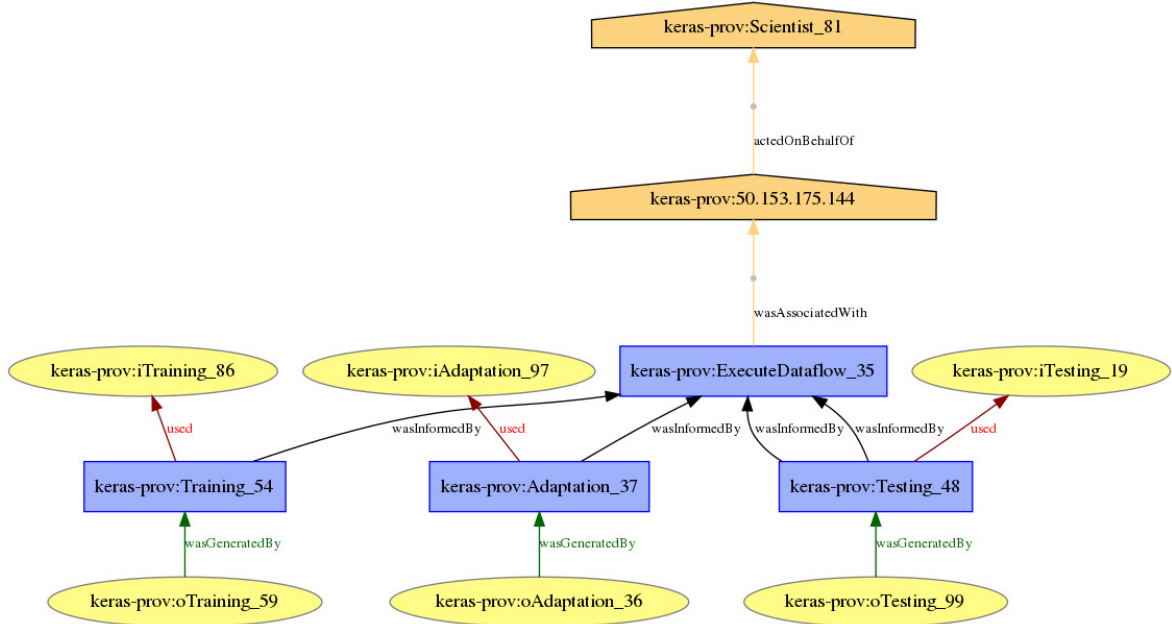 keras-prov:Scientist_81
actedOnBehalfOf
keras-prov:50.153.175.144
wasAssociatedWith
keras-prov:iTraining_86
keras-prov:iAdaptation_97
keras-prov:ExecuteDataflow_35
keras-prov:iTesting_19
used
wasInformedBy
used
wasInformedBy
wasInformedBy
wasInformedBy
used
keras-prov:Training_54
keras-prov:Adaptation_37
keras-prov:Testing_48
wasGeneratedBy
wasGeneratedBy
wasGeneratedBy
keras-prov:oTraining_59
keras-prov:oAdaptation_36
keras-prov:oTesting_99